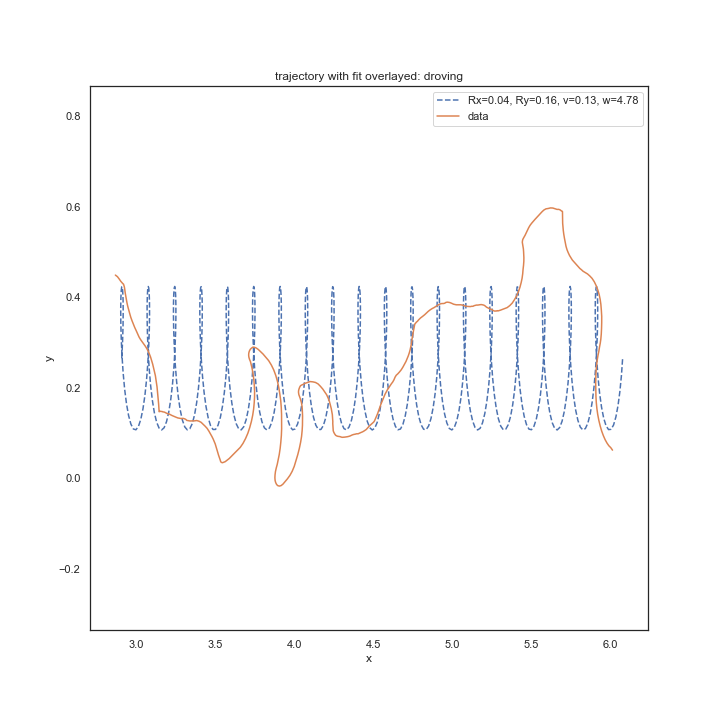 trajectory with fit overlayed: droving
Rx=0.04, Ry=0.16, v=0.13, w=4.78
data
0.8
0.6
0.4
0.2
0.0
−0.2
y
3.0 3.5 4.0 4.5 5.0 5.5 6.0
x